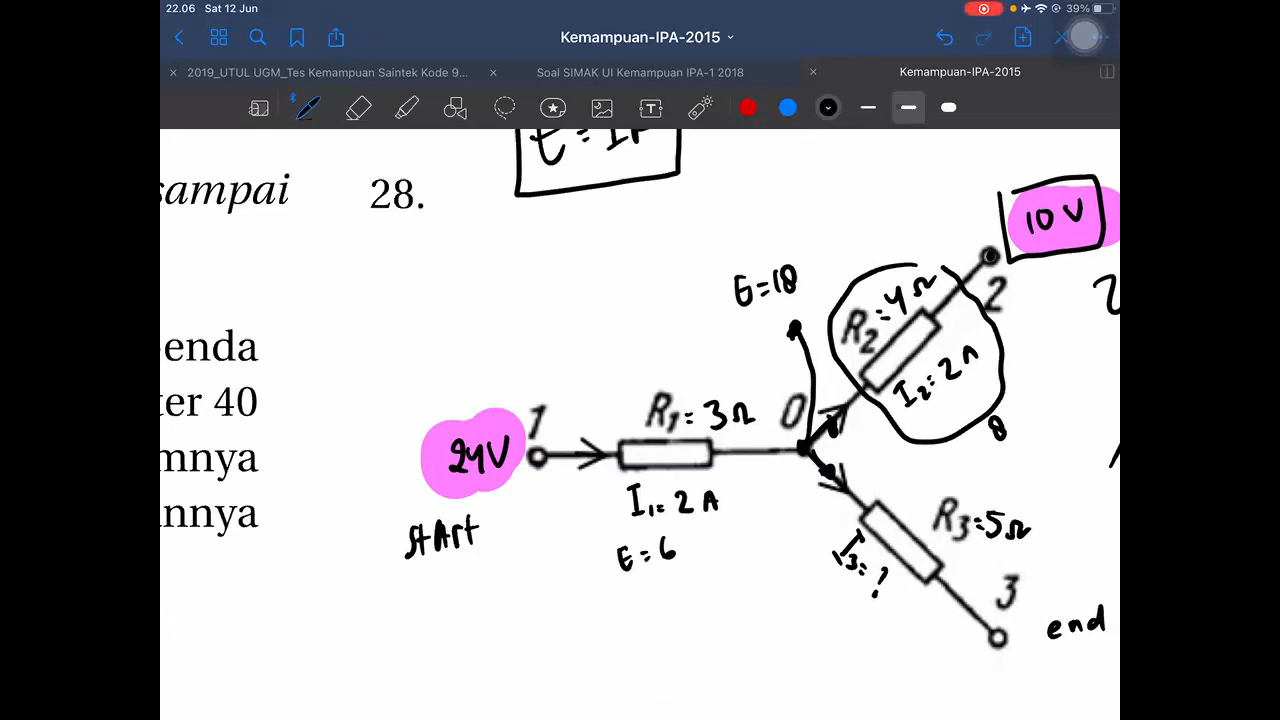 22.06 Sat 12 Jun
39%
Kemampuan-IPA-2015
2019_UTUL UGM_Tes Kemampuan Saintek Kode 9...
Soal SIMAK UI Kemampuan IPA-1 2018
Kemampuan-IPA-2015
sampai
28.
enda
ter 40
mnya
nnya
10 V
2
E=18
R2=4Ω
I2=2A
8
0
1
24V
R1=3Ω
I1=2A
E=6
start
R3=5Ω
I3=?
3
end